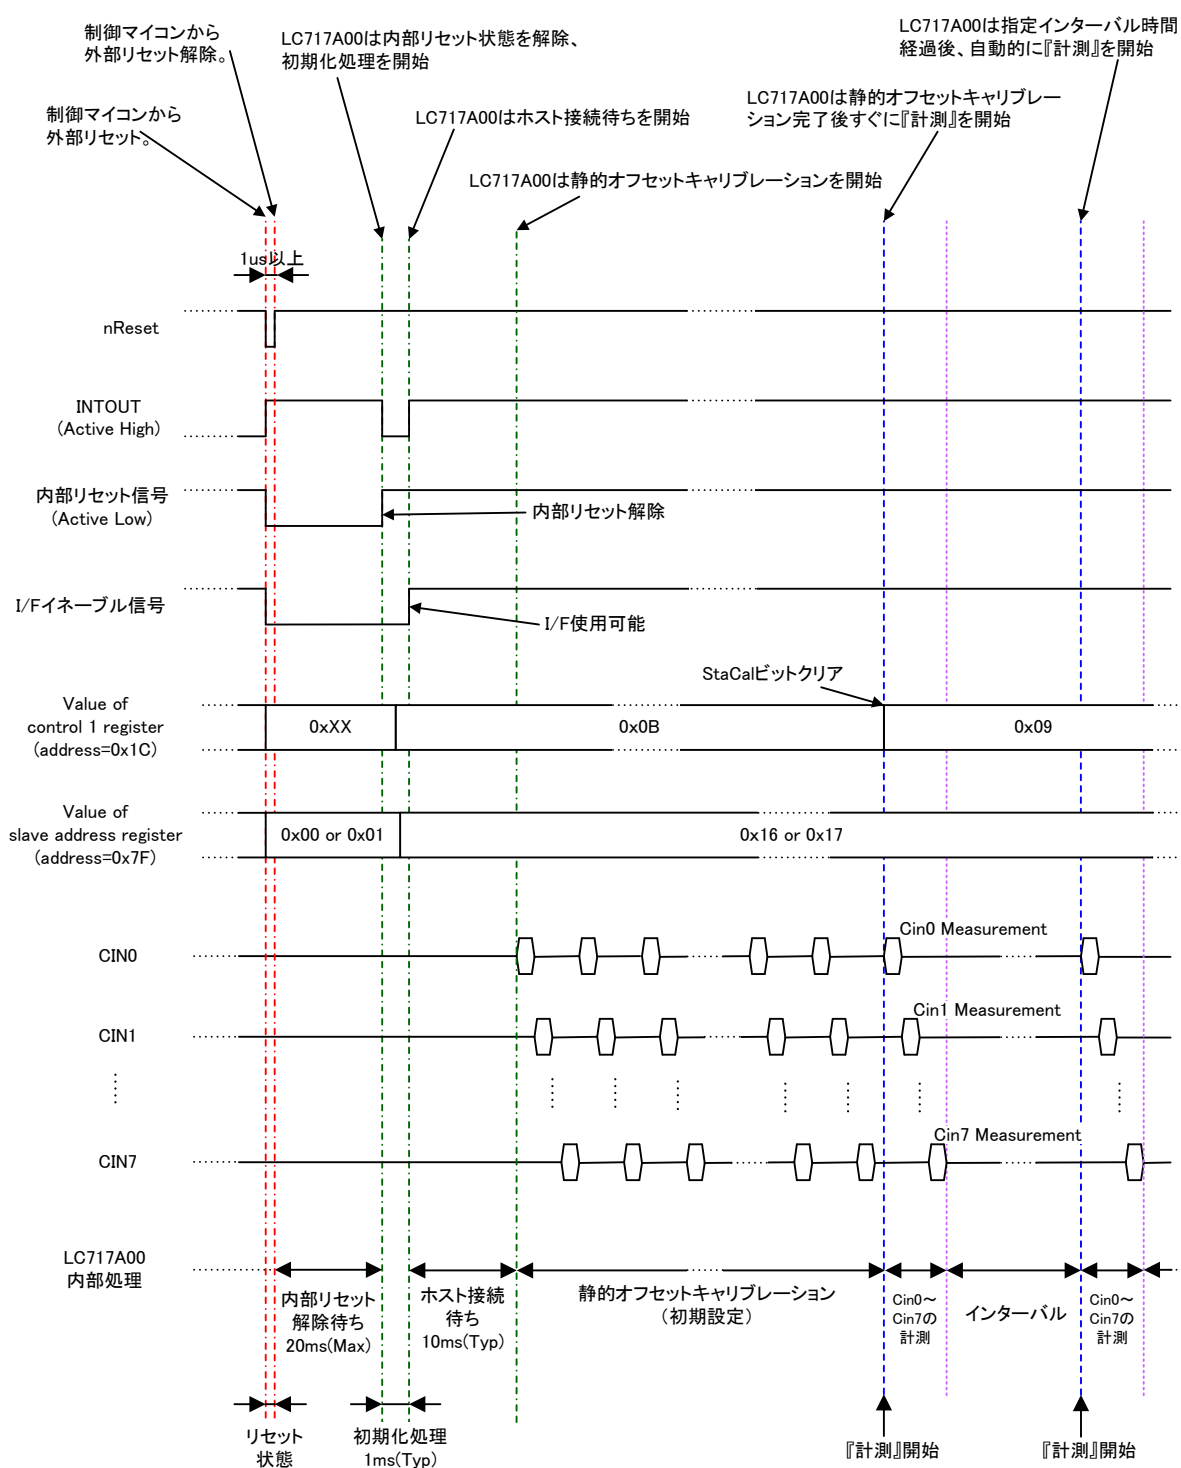 制御マイコンから
外部リセット解除。
LC717A00は内部リセット状態を解除、
初期化処理を開始
LC717A00は指定インターバル時間
経過後、自動的に『計測』を開始
制御マイコンから
外部リセット。
LC717A00はホスト接続待ちを開始
LC717A00は静的オフセットキャリブレー
ション完了後すぐに『計測』を開始
LC717A00は静的オフセットキャリブレーションを開始
1us以上
nReset
INTOUT
(Active High)
内部リセット信号
(Active Low)
内部リセット解除
I/Fイネーブル信号
I/F使用可能
StaCalビットクリア
Value of
control 1 register
(address=0x1C)
0xXX
0x0B
0x09
Value of
slave address register
(address=0x7F)
0x00 or 0x01
0x16 or 0x17
CIN0
Cin0 Measurement
CIN1
Cin1 Measurement
CIN7
Cin7 Measurement
LC717A00
内部処理
内部リセット
解除待ち
20ms(Max)
ホスト接続
待ち
10ms(Typ)
静的オフセットキャリブレーション
(初期設定)
Cin0～
Cin7の
計測
インターバル
Cin0～
Cin7の
計測
リセット
状態
初期化処理
1ms(Typ)
『計測』開始
『計測』開始